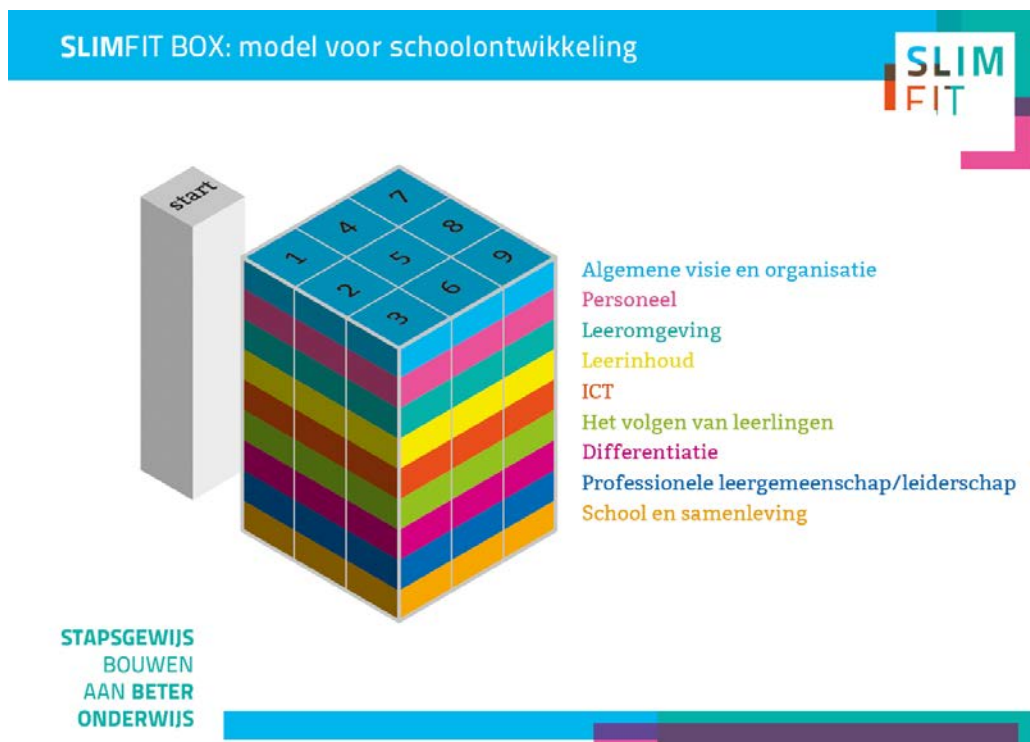 SLIMFIT BOX: model voor schoolontwikkeling
SLIM
FIT
start
7
4
8
1
5
9
2
6
3
Algemene visie en organisatie
Personeel
Leeromgeving
Leerinhoud
ICT
Het volgen van leerlingen
Differentiatie
Professionele leergemeenschap/leiderschap
School en samenleving
STAPSGEWIJS
BOUWEN
AAN BETER
ONDERWIJS